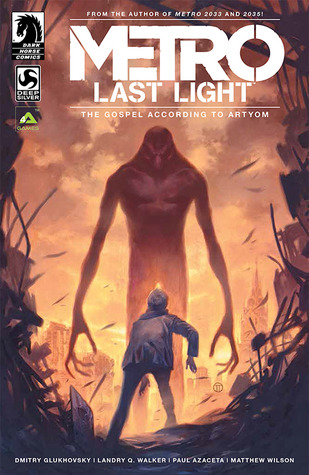 FROM THE AUTHOR OF METRO 2033 AND 2035!
DARK
HORSE
COMICS
METRO
LAST LIGHT
THE GOSPEL ACCORDING TO ARTYOM
DEEP
SILVER
GAMES
DMITRY GLUKHOVSKY | LANDRY Q. WALKER | PAUL AZACETA | MATTHEW WILSON